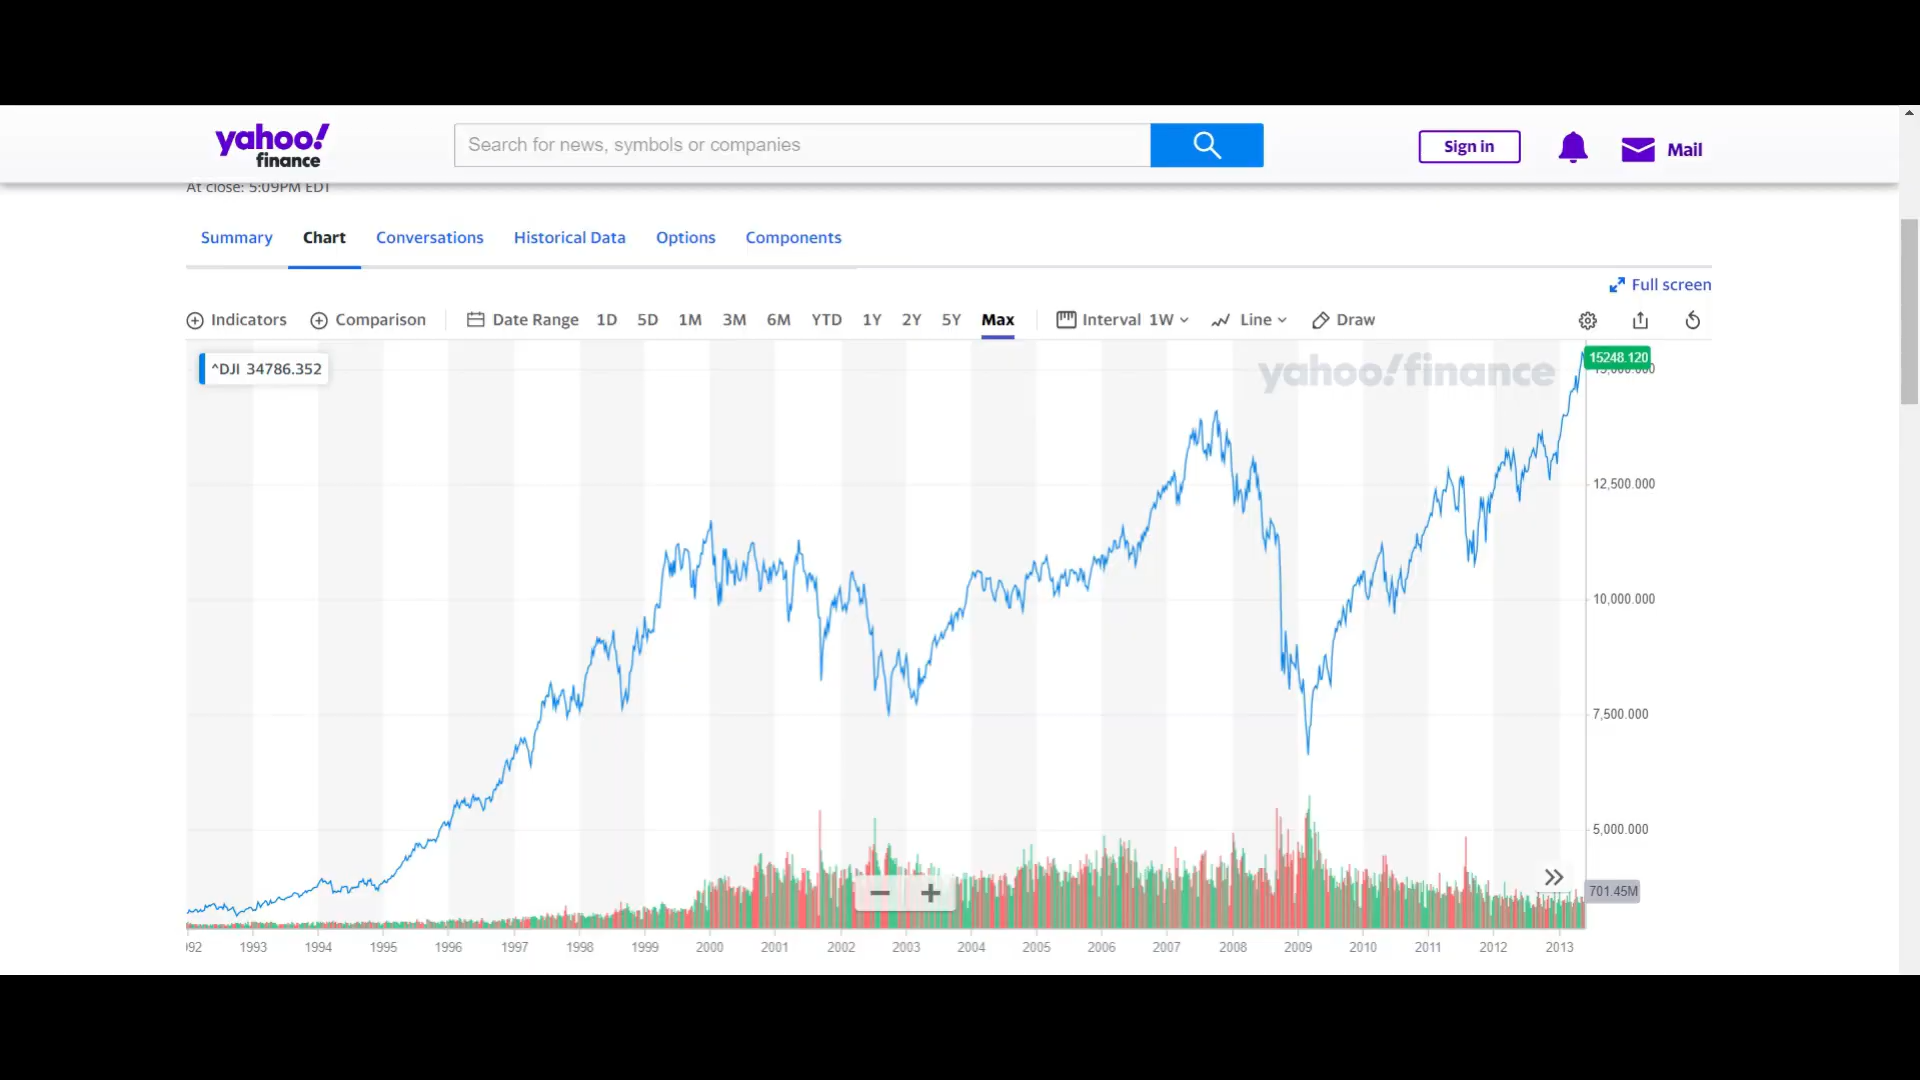 yahoo!
finance
Search for news, symbols or companies
Sign in
Mail
At close: 5:09PM EDT
Summary Chart Conversations Historical Data Options Components
Full screen
Indicators Comparison Date Range 1D 5D 1M 3M 6M YTD 1Y 2Y 5Y Max Interval 1W Line Draw
^DJI 34786.352
yahoo!finance
15248.120
15,000.000
12,500.000
10,000.000
7,500.000
5,000.000
701.45M
92 1993 1994 1995 1996 1997 1998 1999 2000 2001 2002 2003 2004 2005 2006 2007 2008 2009 2010 2011 2012 2013